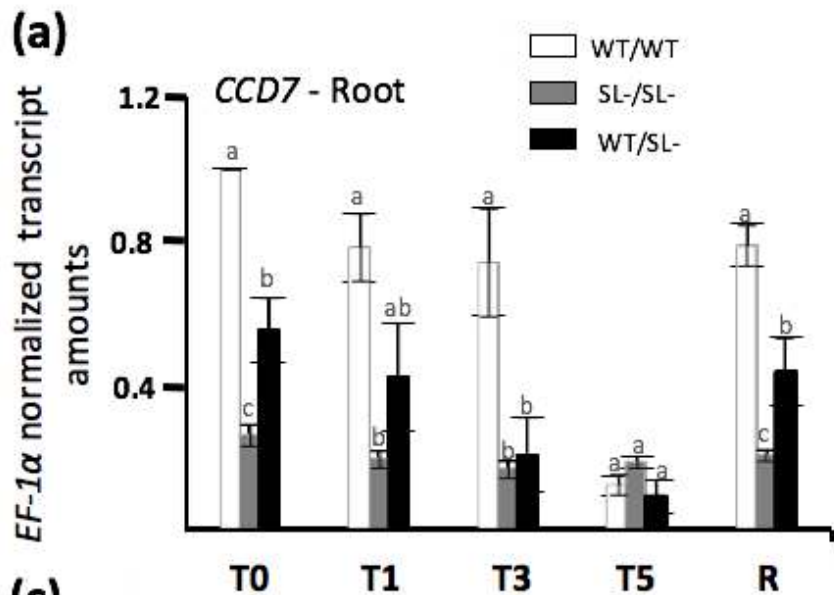 (a)
CCD7 - Root
WT/WT
SL-/SL-
WT/SL-
EF-1α normalized transcript
amounts
1.2
0.8
0.4
a
c
b
a
b
ab
a
b
b
a
a
a
a
c
b
T0
T1
T3
T5
R
(c)